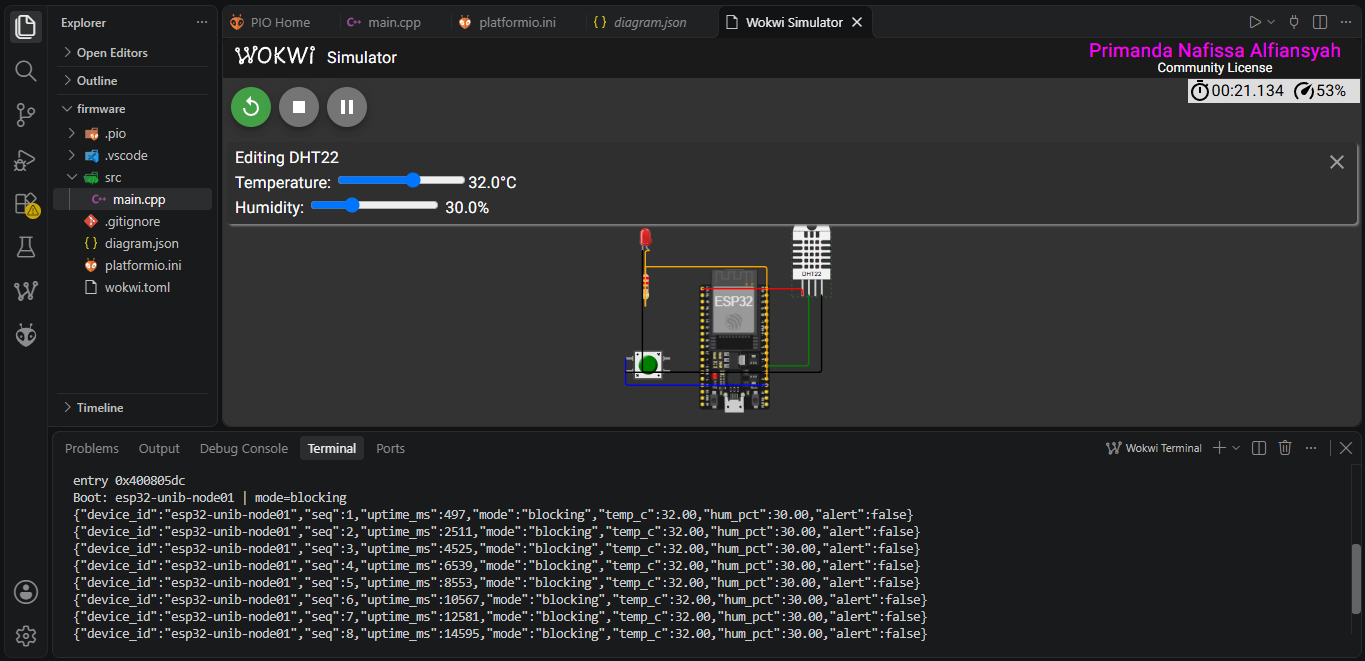 Explorer
Open Editors
Outline
firmware
.pio
.vscode
src
main.cpp
.gitignore
diagram.json
platformio.ini
wokwi.toml
Timeline
PIO Home
main.cpp
platformio.ini
diagram.json
Wokwi Simulator
WOKWi Simulator
Primanda Nafissa Alfiansyah
Community License
00:21.134 53%
Editing DHT22
Temperature: 32.0°C
Humidity: 30.0%
DHT22
ESP32
Problems Output Debug Console Terminal Ports
Wokwi Terminal
entry 0x400805dc
Boot: esp32-unib-node01 | mode=blocking
{"device_id":"esp32-unib-node01","seq":1,"uptime_ms":497,"mode":"blocking","temp_c":32.00,"hum_pct":30.00,"alert":false}
{"device_id":"esp32-unib-node01","seq":2,"uptime_ms":2511,"mode":"blocking","temp_c":32.00,"hum_pct":30.00,"alert":false}
{"device_id":"esp32-unib-node01","seq":3,"uptime_ms":4525,"mode":"blocking","temp_c":32.00,"hum_pct":30.00,"alert":false}
{"device_id":"esp32-unib-node01","seq":4,"uptime_ms":6539,"mode":"blocking","temp_c":32.00,"hum_pct":30.00,"alert":false}
{"device_id":"esp32-unib-node01","seq":5,"uptime_ms":8553,"mode":"blocking","temp_c":32.00,"hum_pct":30.00,"alert":false}
{"device_id":"esp32-unib-node01","seq":6,"uptime_ms":10567,"mode":"blocking","temp_c":32.00,"hum_pct":30.00,"alert":false}
{"device_id":"esp32-unib-node01","seq":7,"uptime_ms":12581,"mode":"blocking","temp_c":32.00,"hum_pct":30.00,"alert":false}
{"device_id":"esp32-unib-node01","seq":8,"uptime_ms":14595,"mode":"blocking","temp_c":32.00,"hum_pct":30.00,"alert":false}